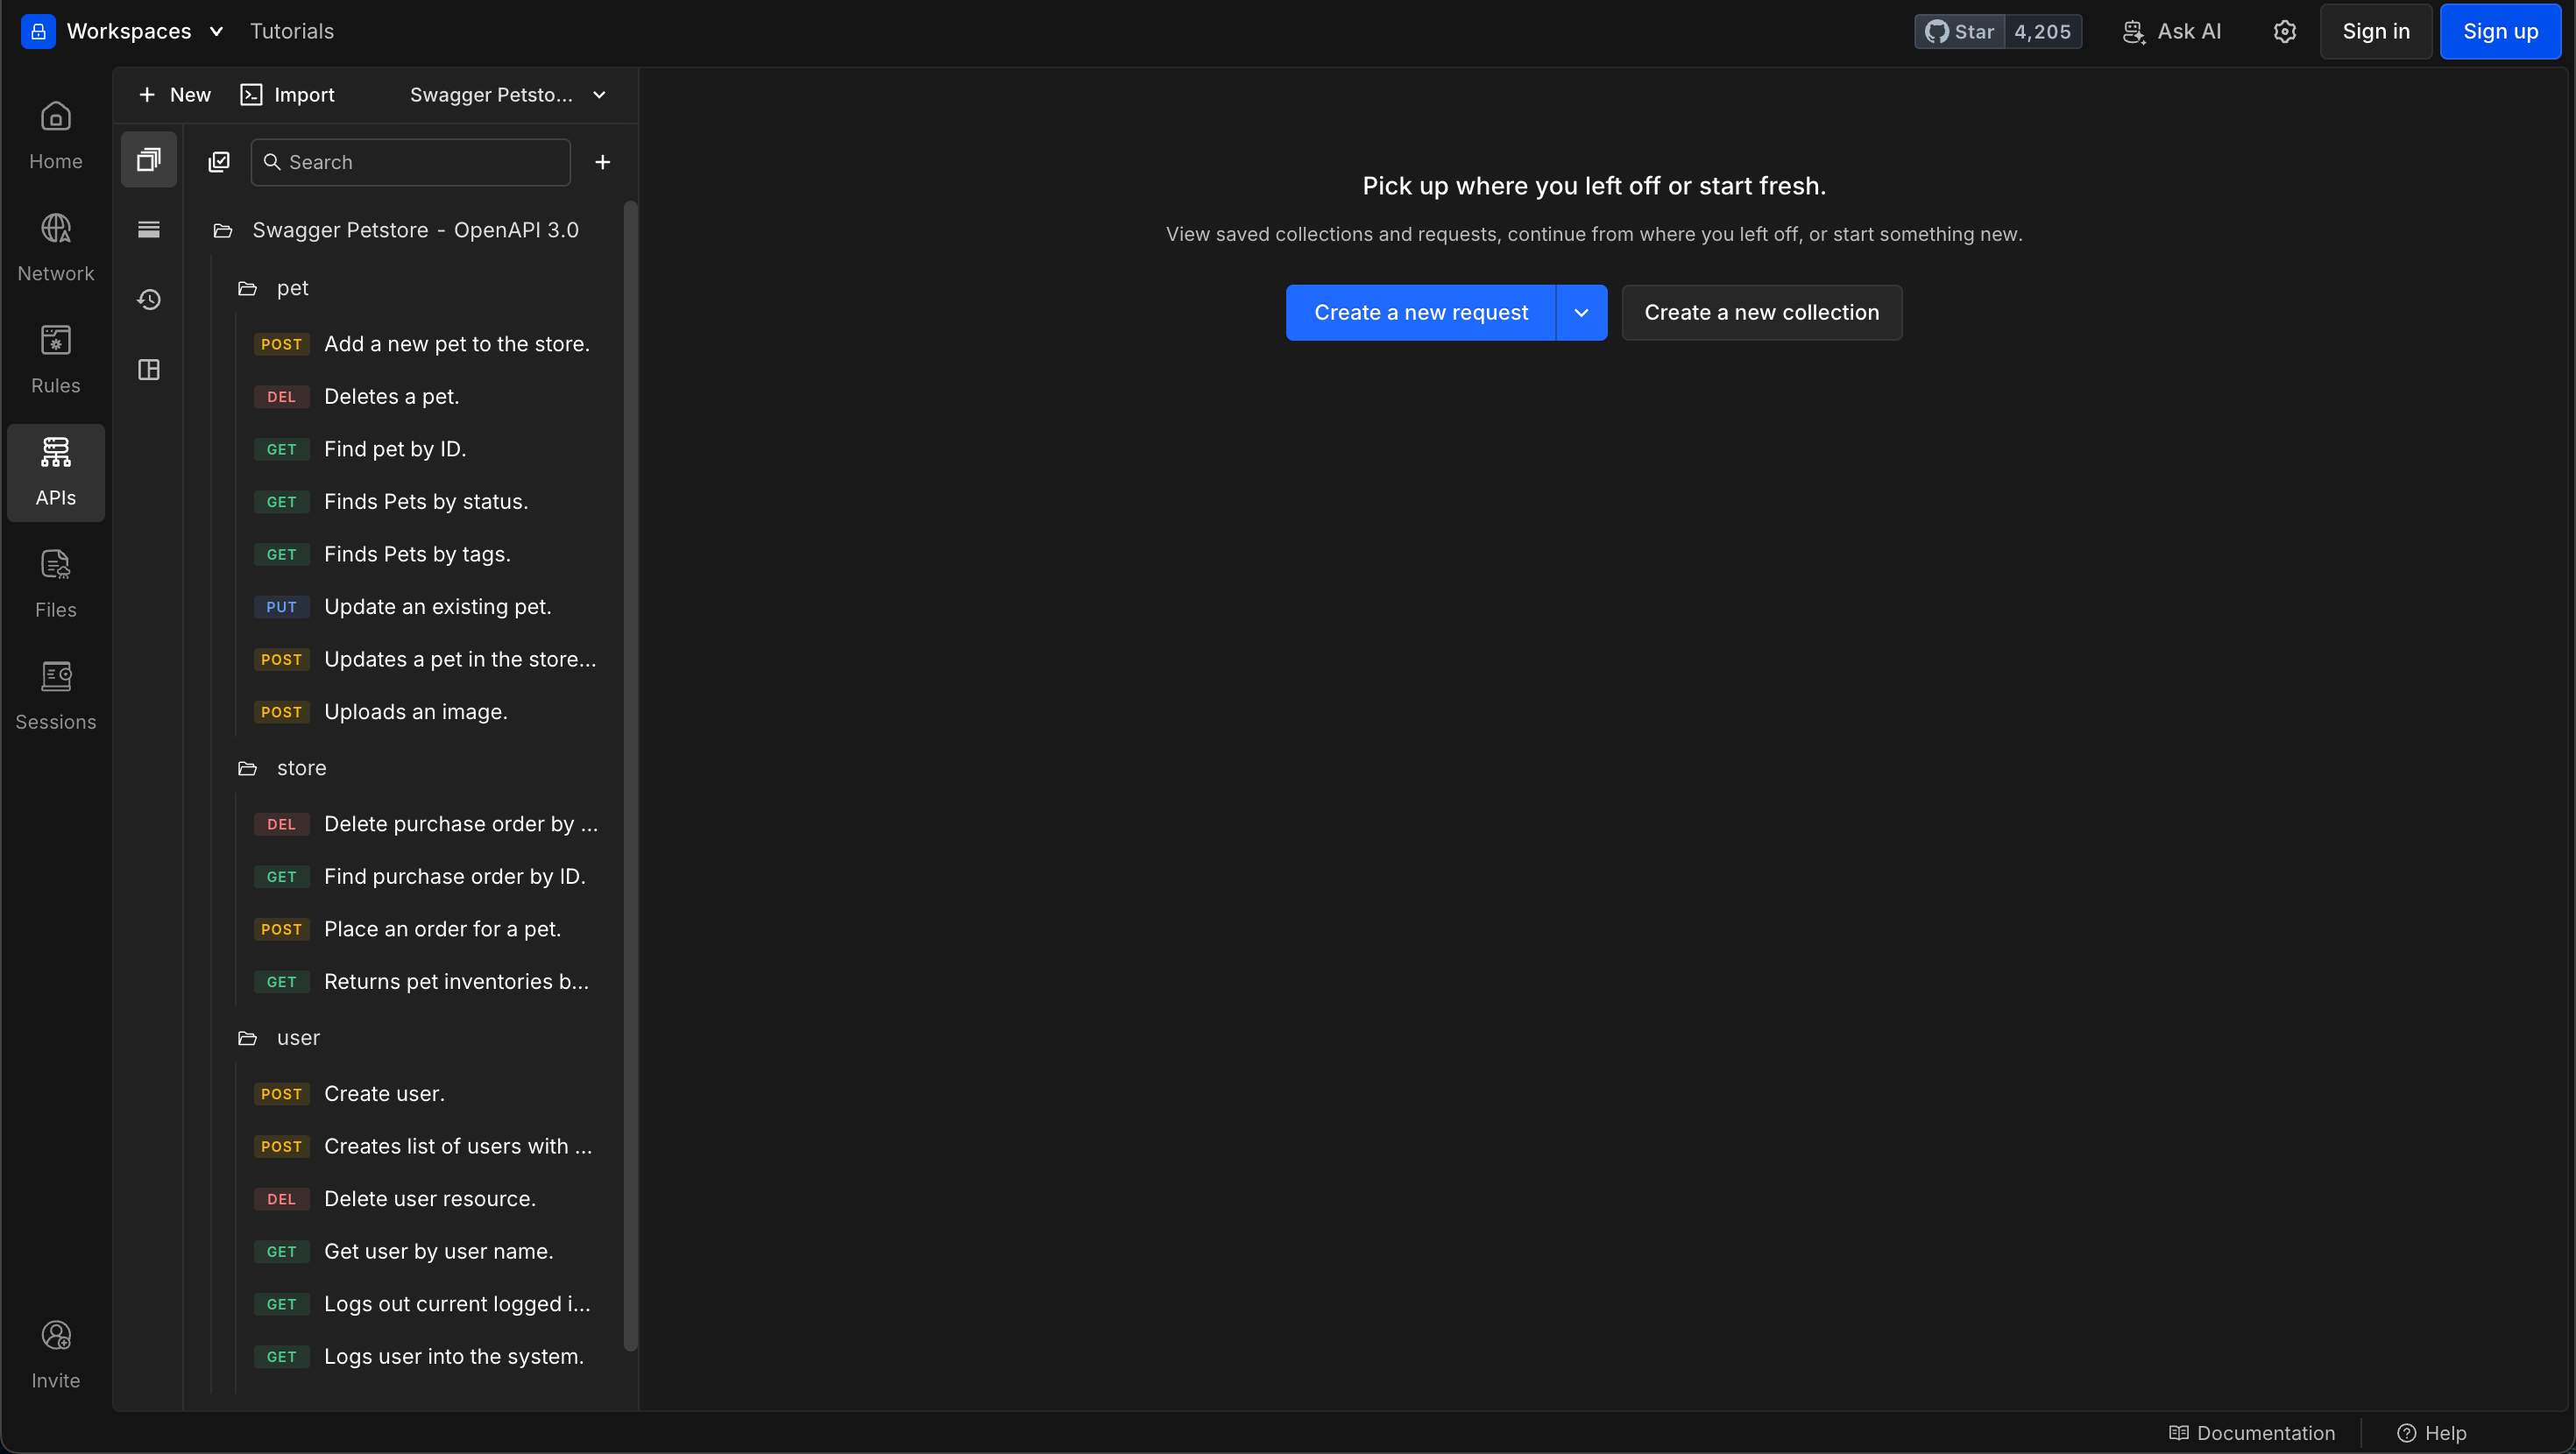 Workspaces
Tutorials
Star 4,205
Ask AI
Sign in
Sign up
Home
Network
Rules
APIs
Files
Sessions
Invite
New
Import
Swagger Petsto...
Search
Swagger Petstore - OpenAPI 3.0
pet
POST Add a new pet to the store.
DEL Deletes a pet.
GET Find pet by ID.
GET Finds Pets by status.
GET Finds Pets by tags.
PUT Update an existing pet.
POST Updates a pet in the store...
POST Uploads an image.
store
DEL Delete purchase order by ...
GET Find purchase order by ID.
POST Place an order for a pet.
GET Returns pet inventories b...
user
POST Create user.
POST Creates list of users with ...
DEL Delete user resource.
GET Get user by user name.
GET Logs out current logged i...
GET Logs user into the system.
Pick up where you left off or start fresh.
View saved collections and requests, continue from where you left off, or start something new.
Create a new request
Create a new collection
Documentation
Help